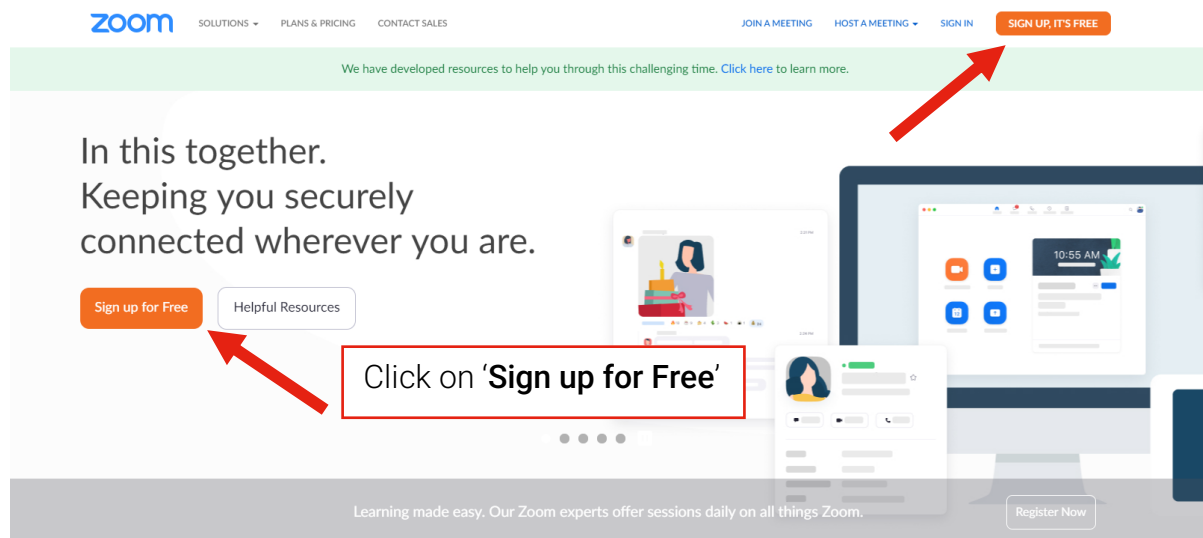 zoom SOLUTIONS PLANS & PRICING CONTACT SALES JOIN A MEETING HOST A MEETING SIGN IN SIGN UP, IT'S FREE
We have developed resources to help you through this challenging time. Click here to learn more.
In this together.
Keeping you securely
connected wherever you are.
Sign up for Free Helpful Resources
10:55 AM
Click on ‘Sign up for Free’
Learning made easy. Our Zoom experts offer sessions daily on all things Zoom. Register Now